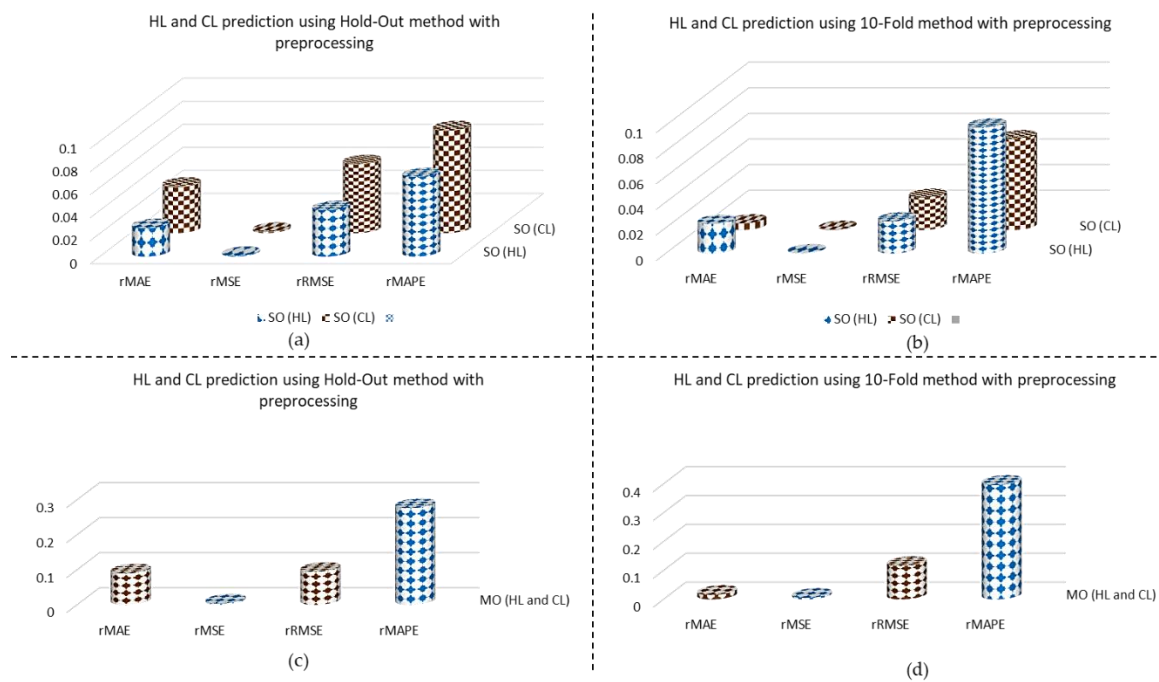 HL and CL prediction using Hold-Out method with
preprocessing
0.1
0.08
0.06
0.04
0.02
0
SO (CL)
SO (HL)
rMAE
rMSE
rRMSE
rMAPE
SO (HL) SO (CL)
(a)
HL and CL prediction using 10-Fold method with preprocessing
0.1
0.08
0.06
0.04
0.02
0
SO (CL)
SO (HL)
rMAE
rMSE
rRMSE
rMAPE
SO (HL) SO (CL)
(b)
HL and CL prediction using Hold-Out method with
preprocessing
0.3
0.2
0.1
0
MO (HL and CL)
rMAE
rMSE
rRMSE
rMAPE
(c)
HL and CL prediction using 10-Fold method with preprocessing
0.4
0.3
0.2
0.1
0
MO (HL and CL)
rMAE
rMSE
rRMSE
rMAPE
(d)